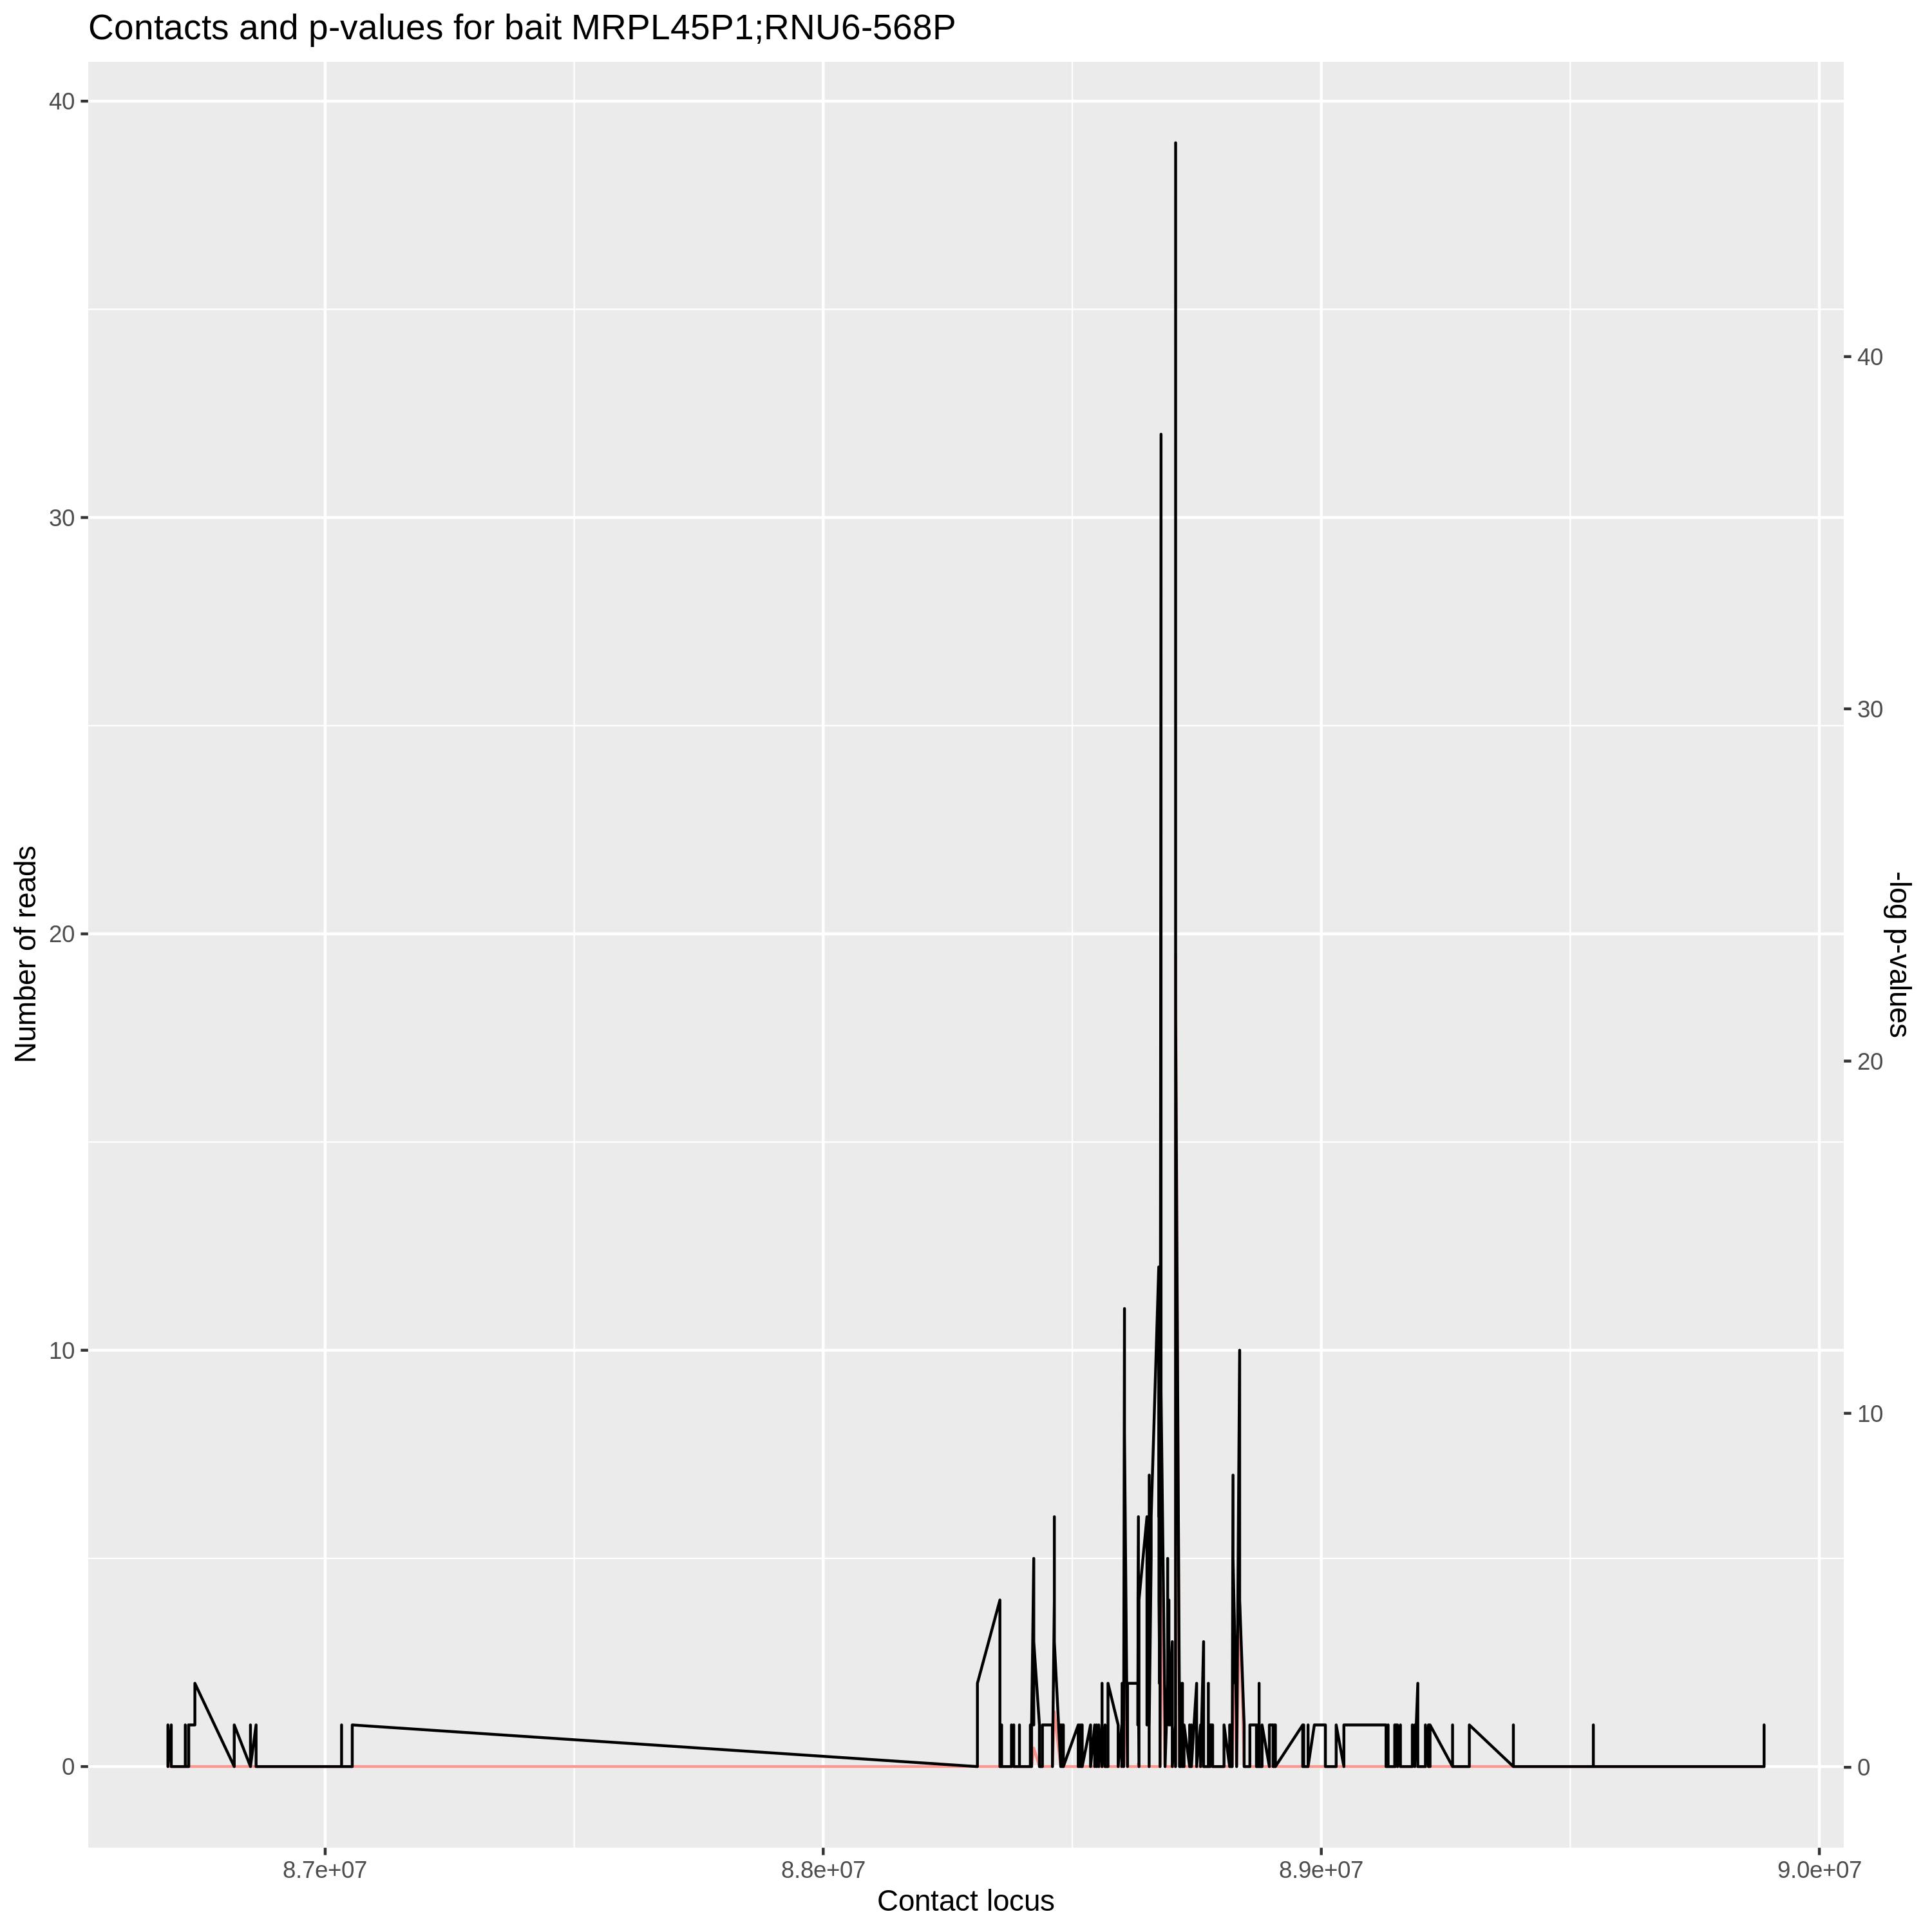 Contacts and p-values for bait MRPL45P1;RNU6-568P
40
30
20
10
0
Number of reads
40
30
20
10
0
-log p-values
8.7e+07
8.8e+07
8.9e+07
9.0e+07
Contact locus